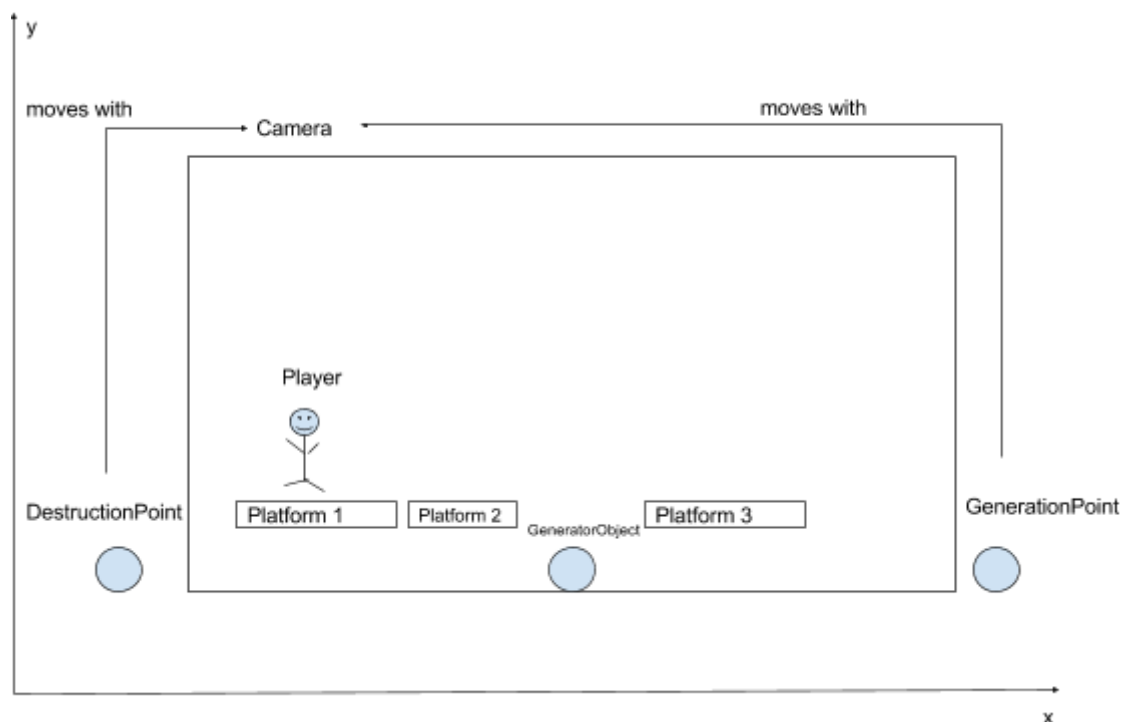 y
moves with
moves with
Camera
Player
DestructionPoint
Platform 1
Platform 2
Platform 3
GenerationPoint
GeneratorObject
x